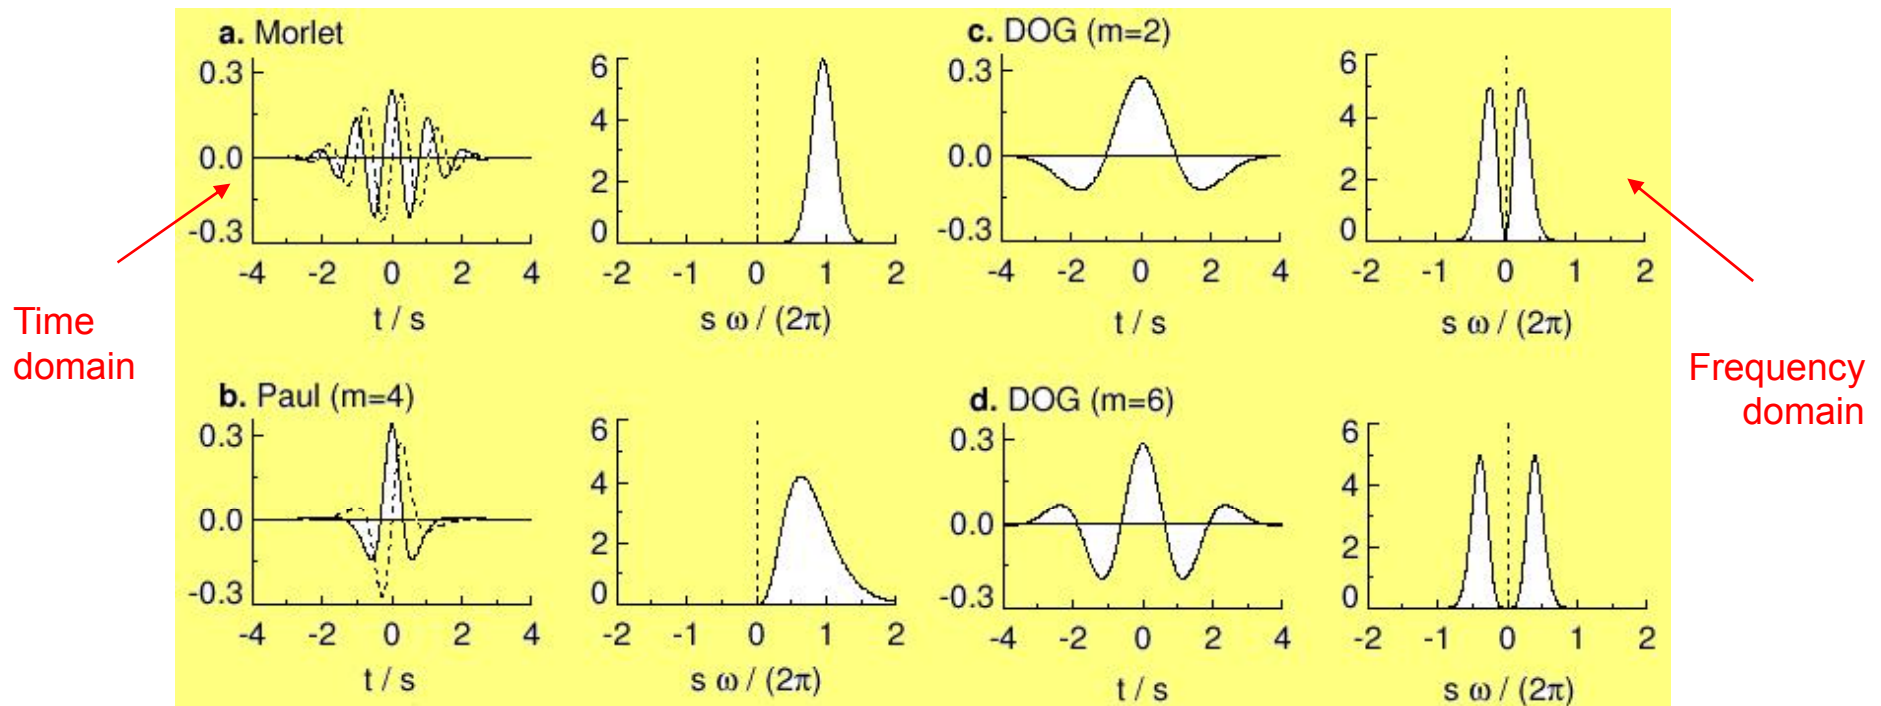 a. Morlet
0.3
0.0
-0.3
-4 -2 0 2 4
t / s
6
4
2
0
-2 -1 0 1 2
s ω / (2π)
c. DOG (m=2)
0.3
0.0
-0.3
-4 -2 0 2 4
t / s
6
4
2
0
-2 -1 0 1 2
s ω / (2π)
Time
domain
Frequency
domain
b. Paul (m=4)
0.3
0.0
-0.3
-4 -2 0 2 4
t / s
6
4
2
0
-2 -1 0 1 2
s ω / (2π)
d. DOG (m=6)
0.3
0.0
-0.3
-4 -2 0 2 4
t / s
6
4
2
0
-2 -1 0 1 2
s ω / (2π)